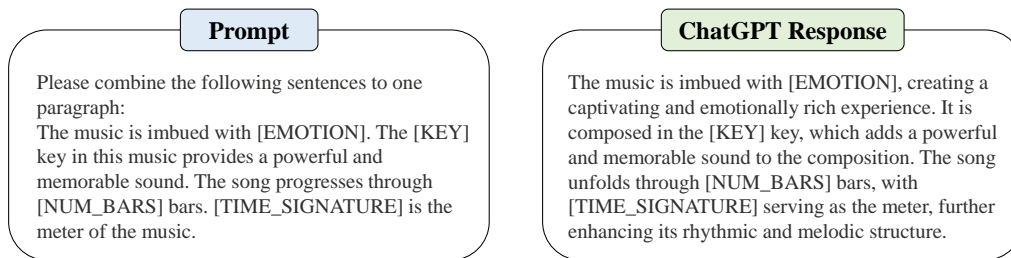 Prompt
Please combine the following sentences to one
paragraph:
The music is imbued with [EMOTION]. The [KEY]
key in this music provides a powerful and
memorable sound. The song progresses through
[NUM_BARS] bars. [TIME_SIGNATURE] is the
meter of the music.
ChatGPT Response
The music is imbued with [EMOTION], creating a
captivating and emotionally rich experience. It is
composed in the [KEY] key, which adds a powerful
and memorable sound to the composition. The song
unfolds through [NUM_BARS] bars, with
[TIME_SIGNATURE] serving as the meter, further
enhancing its rhythmic and melodic structure.